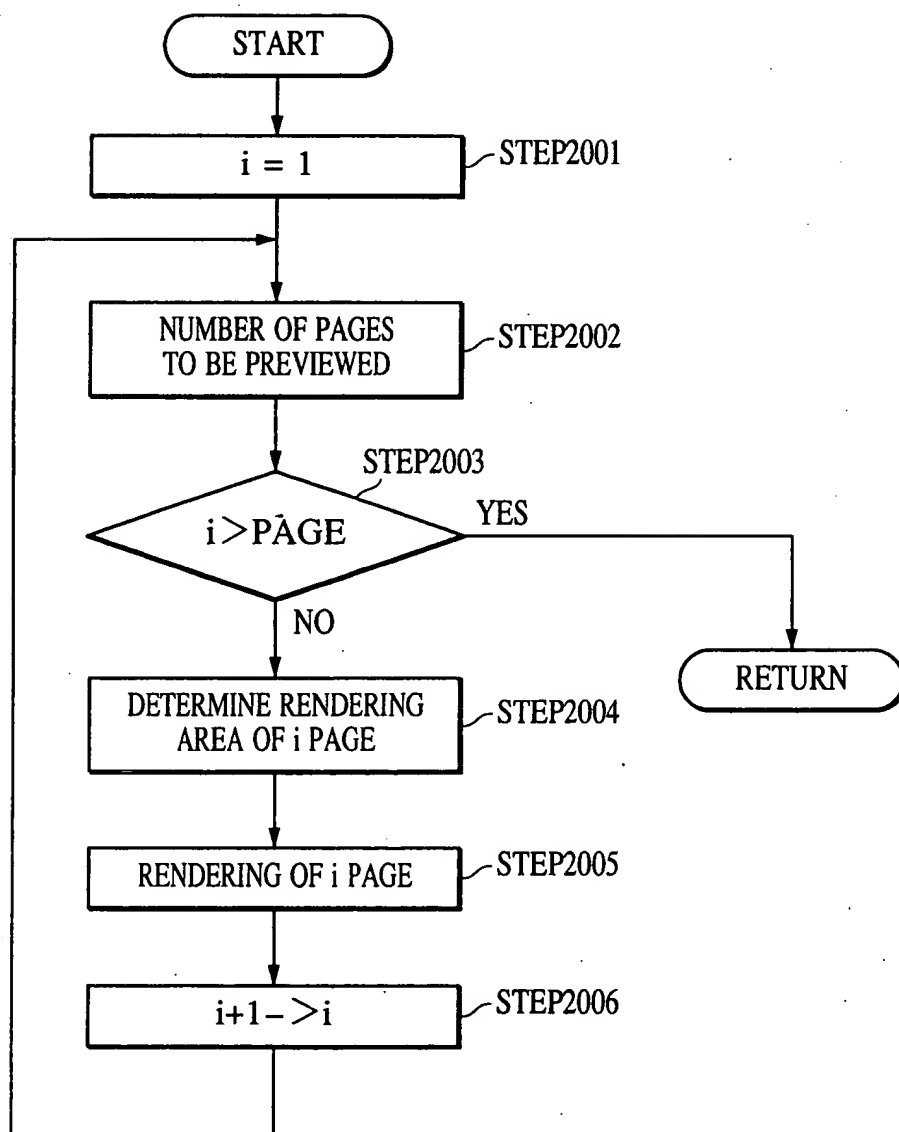 START
i = 1
STEP2001
NUMBER OF PAGES
TO BE PREVIEWED
STEP2002
STEP2003
i>PAGE
YES
NO
RETURN
DETERMINE RENDERING
AREA OF i PAGE
STEP2004
RENDERING OF i PAGE
STEP2005
i+1->i
STEP2006